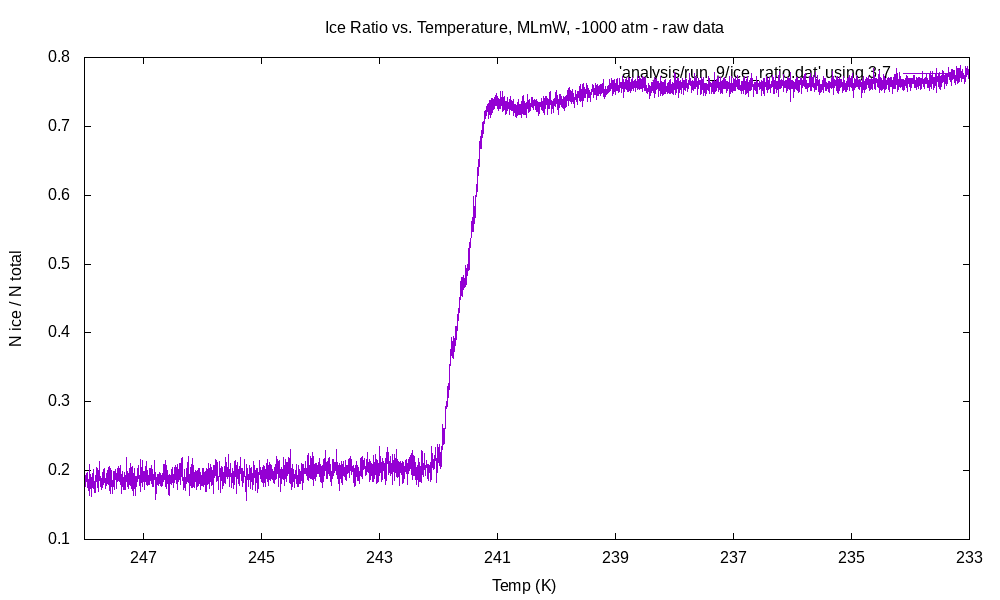 Ice Ratio vs. Temperature, MLmW, -1000 atm - raw data
'analysis/run_9/ice_ratio.dat' using 3:7
0.8
0.7
0.6
0.5
0.4
0.3
0.2
0.1
N ice / N total
247 245 243 241 239 237 235 233
Temp (K)